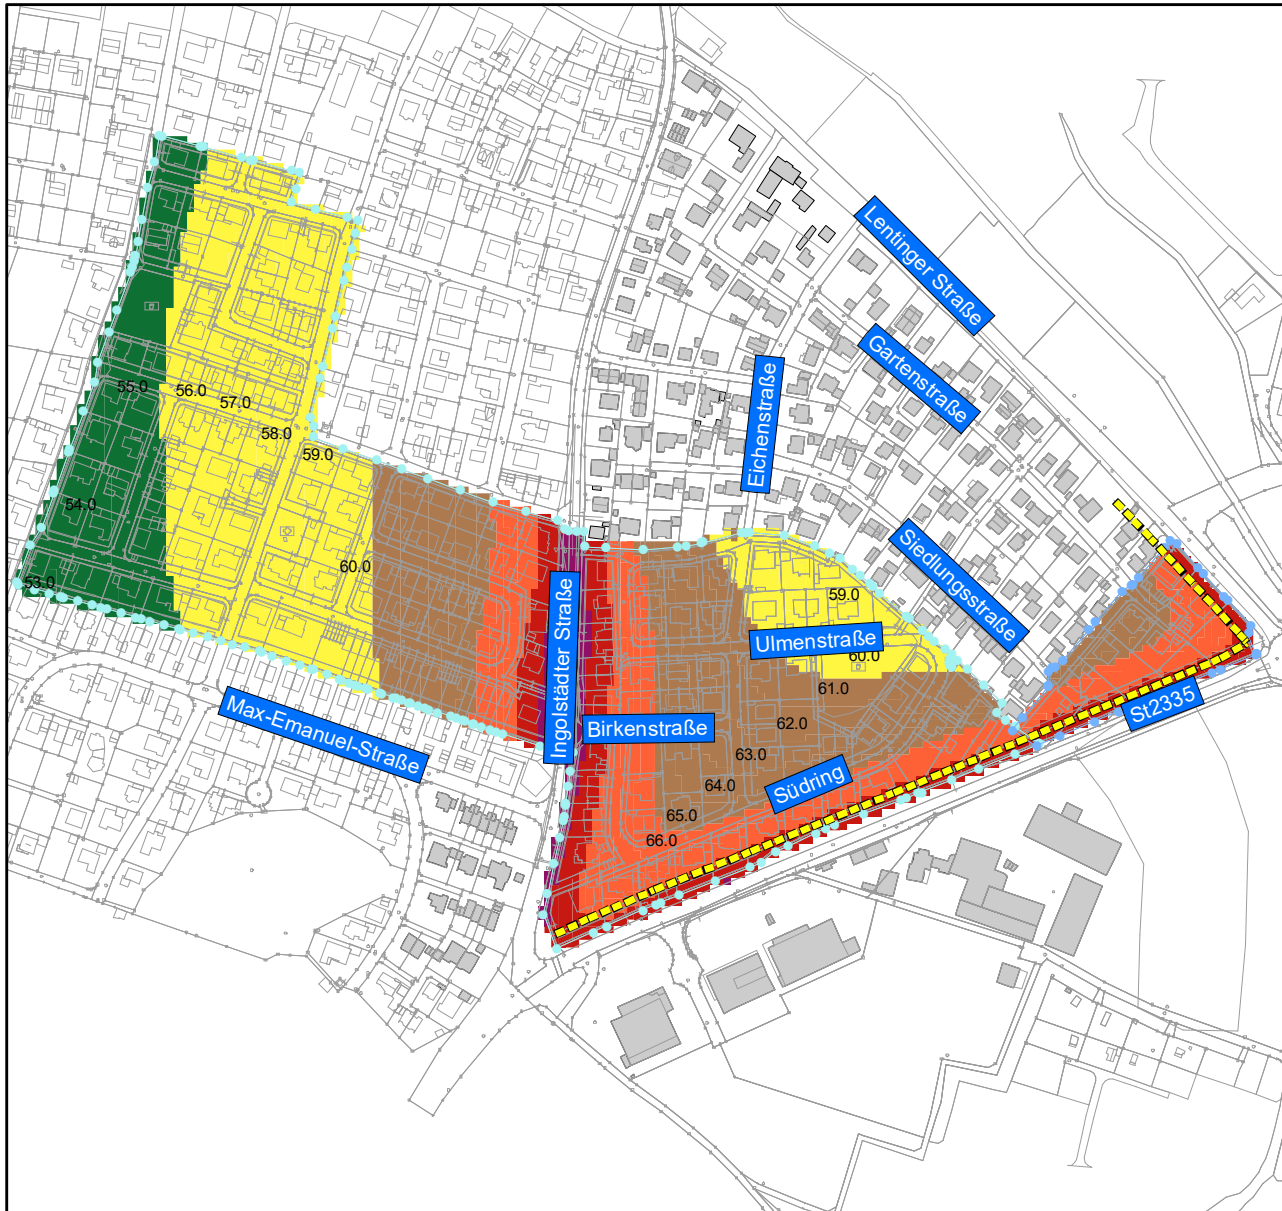 Lentinger Straße
Gartenstraße
Eichenstraße
55.0
56.0
57.0
58.0
59.0
54.0
53.0
60.0
Siedlungsstraße
Ingolstädter Straße
59.0
Ulmenstraße
60.0
61.0
62.0
63.0
64.0
65.0
66.0
Max-Emanuel-Straße
Birkenstraße
Südring
St2335